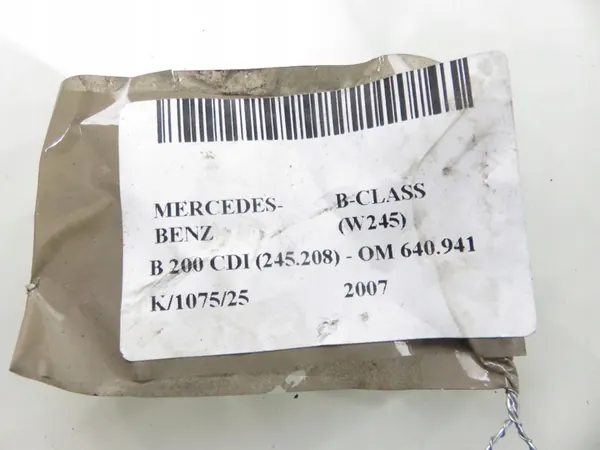 MERCEDES- B-CLASS
BENZ (W245)
B 200 CDI (245.208) - OM 640.941
K/1075/25 2007